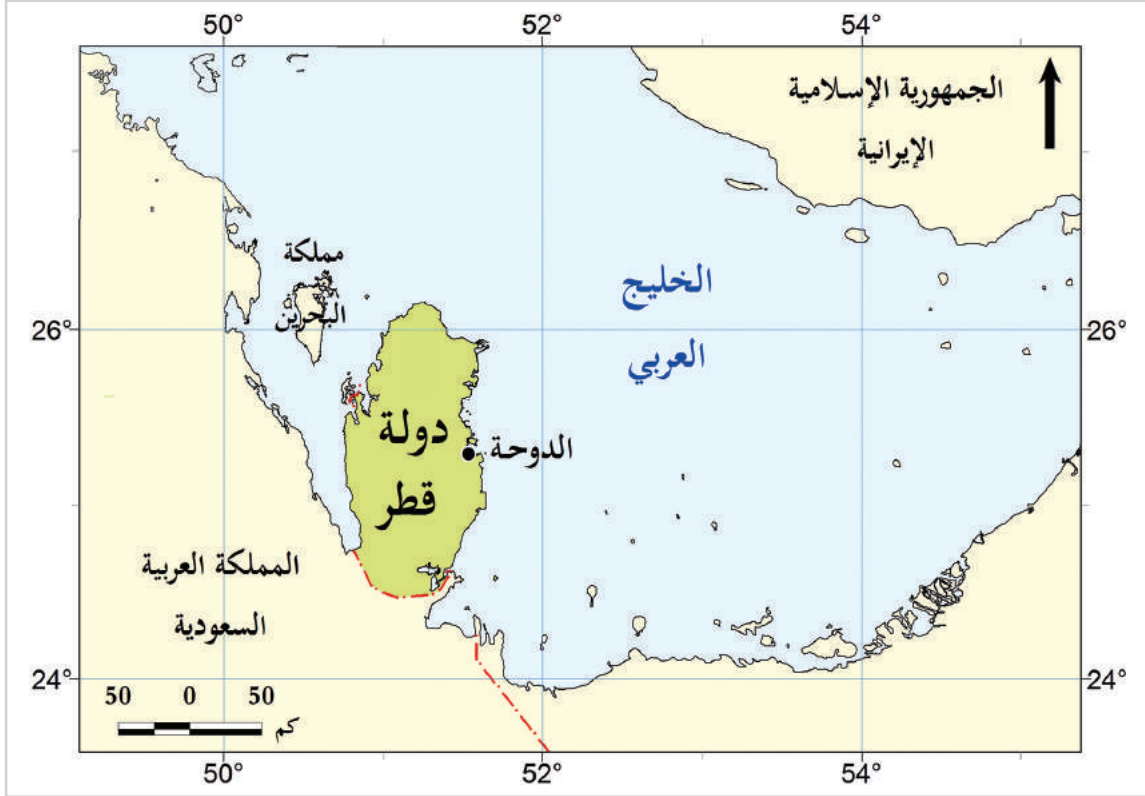 50°
52°
54°
الجمهورية الإسلامية
الإيرانية
مملكة
البحرين
الخليج
العربي
26°
26°
دولة
قطر
الدوحة
المملكة العربية
السعودية
24°
24°
50 0 50
كم
50°
52°
54°